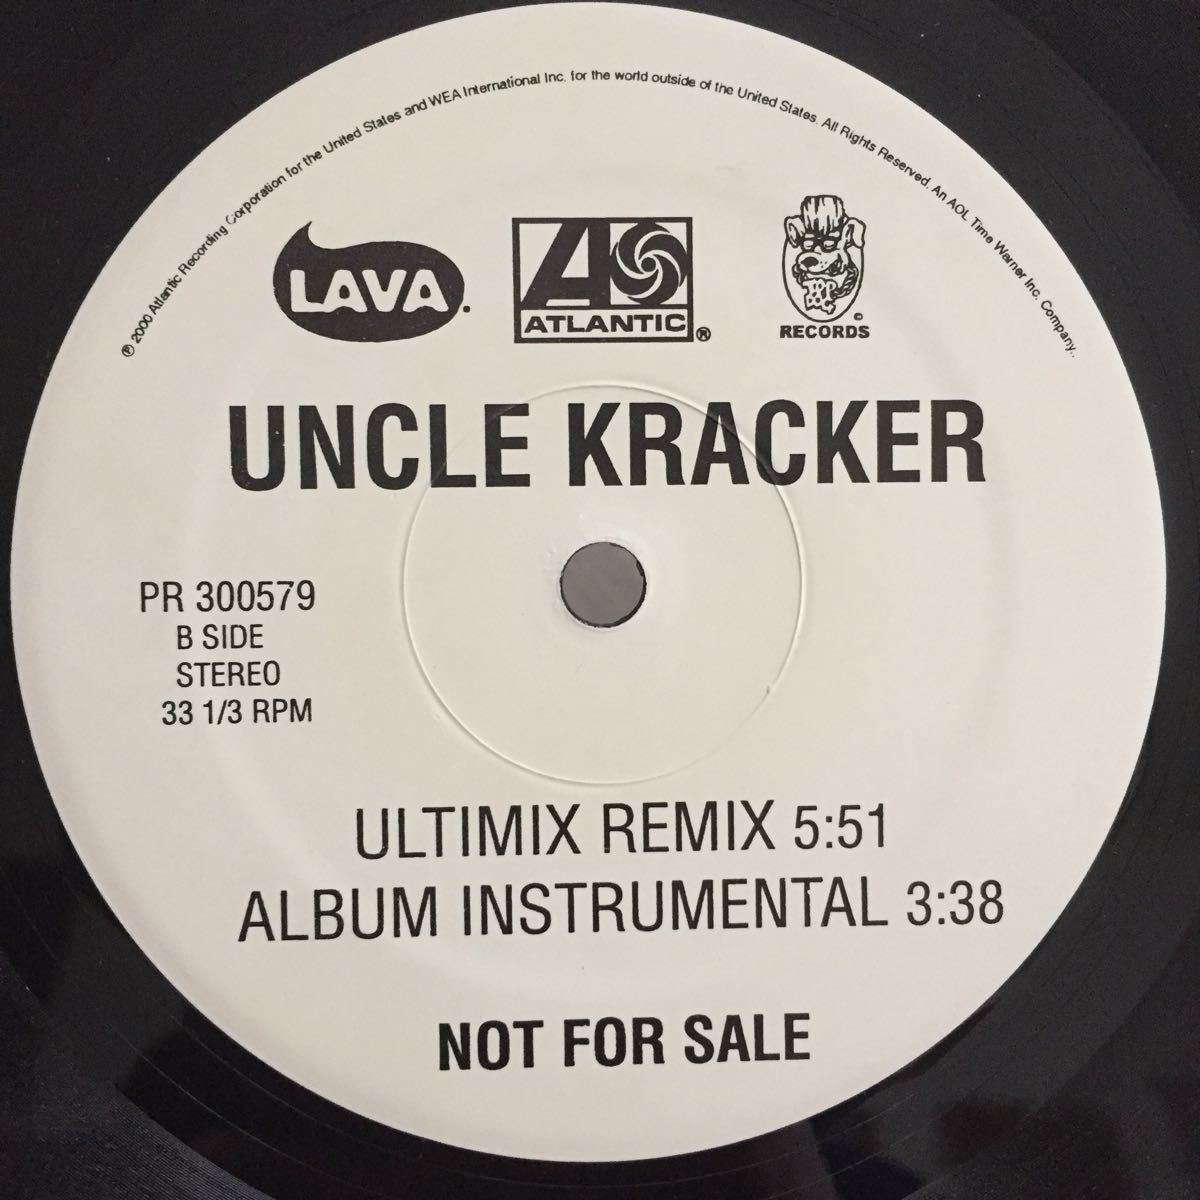 ℗ 2000 Atlantic Recording Corporation for the United States and WEA International Inc. for the world outside of the United States. All Rights Reserved. An AOL Time Warner Inc. Company.
LAVA.
ATLANTIC®
TOP DOG
©
RECORDS
UNCLE KRACKER
PR 300579
B SIDE
STEREO
33 1/3 RPM
ULTIMIX REMIX 5:51
ALBUM INSTRUMENTAL 3:38
NOT FOR SALE